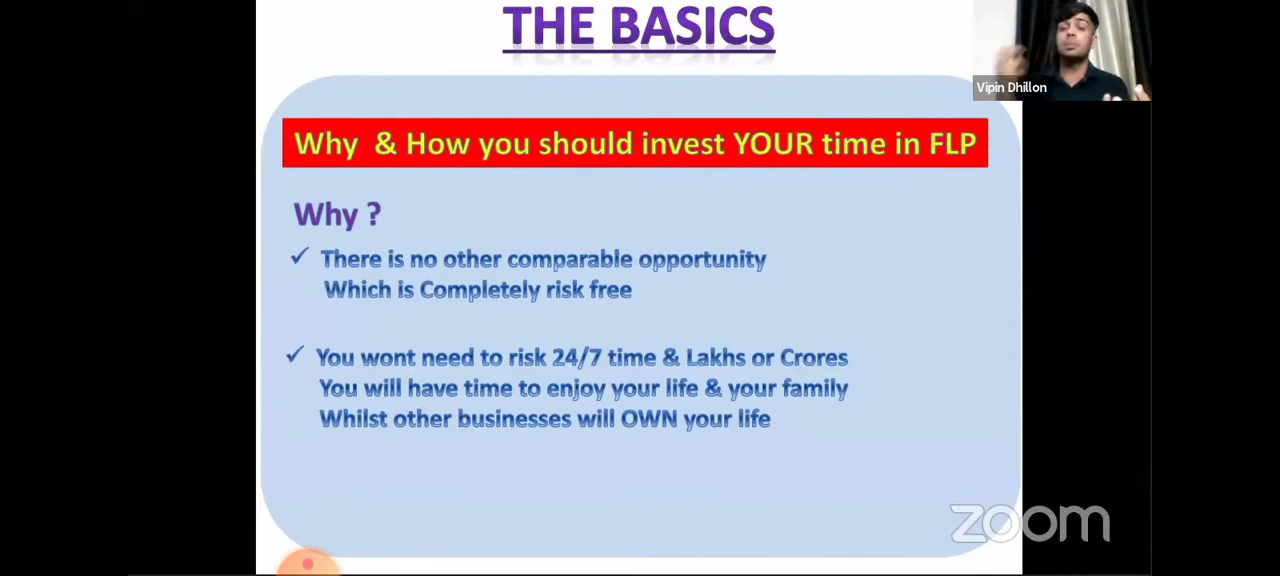 THE BASICS
Vipin Dhillon
Why & How you should invest YOUR time in FLP
Why ?
There is no other comparable opportunity
Which is Completely risk free
You wont need to risk 24/7 time & Lakhs or Crores
You will have time to enjoy your life & your family
Whilst other businesses will OWN your life
zoom